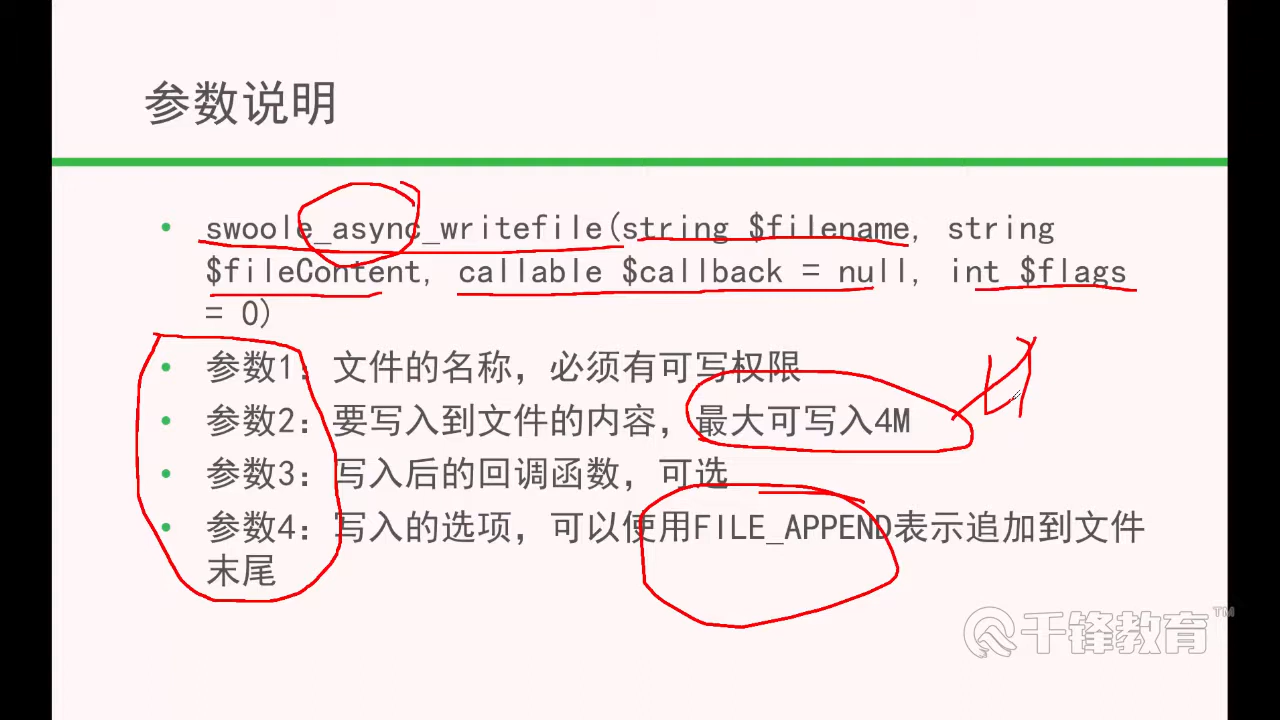 参数说明
• swoole_async_writefile(string $filename, string
$fileContent, callable $callback = null, int $flags
= 0)
• 参数1：文件的名称，必须有可写权限
• 参数2：要写入到文件的内容，最大可写入4M
• 参数3：写入后的回调函数，可选
• 参数4：写入的选项，可以使用FILE_APPEND表示追加到文件
末尾
千锋教育™